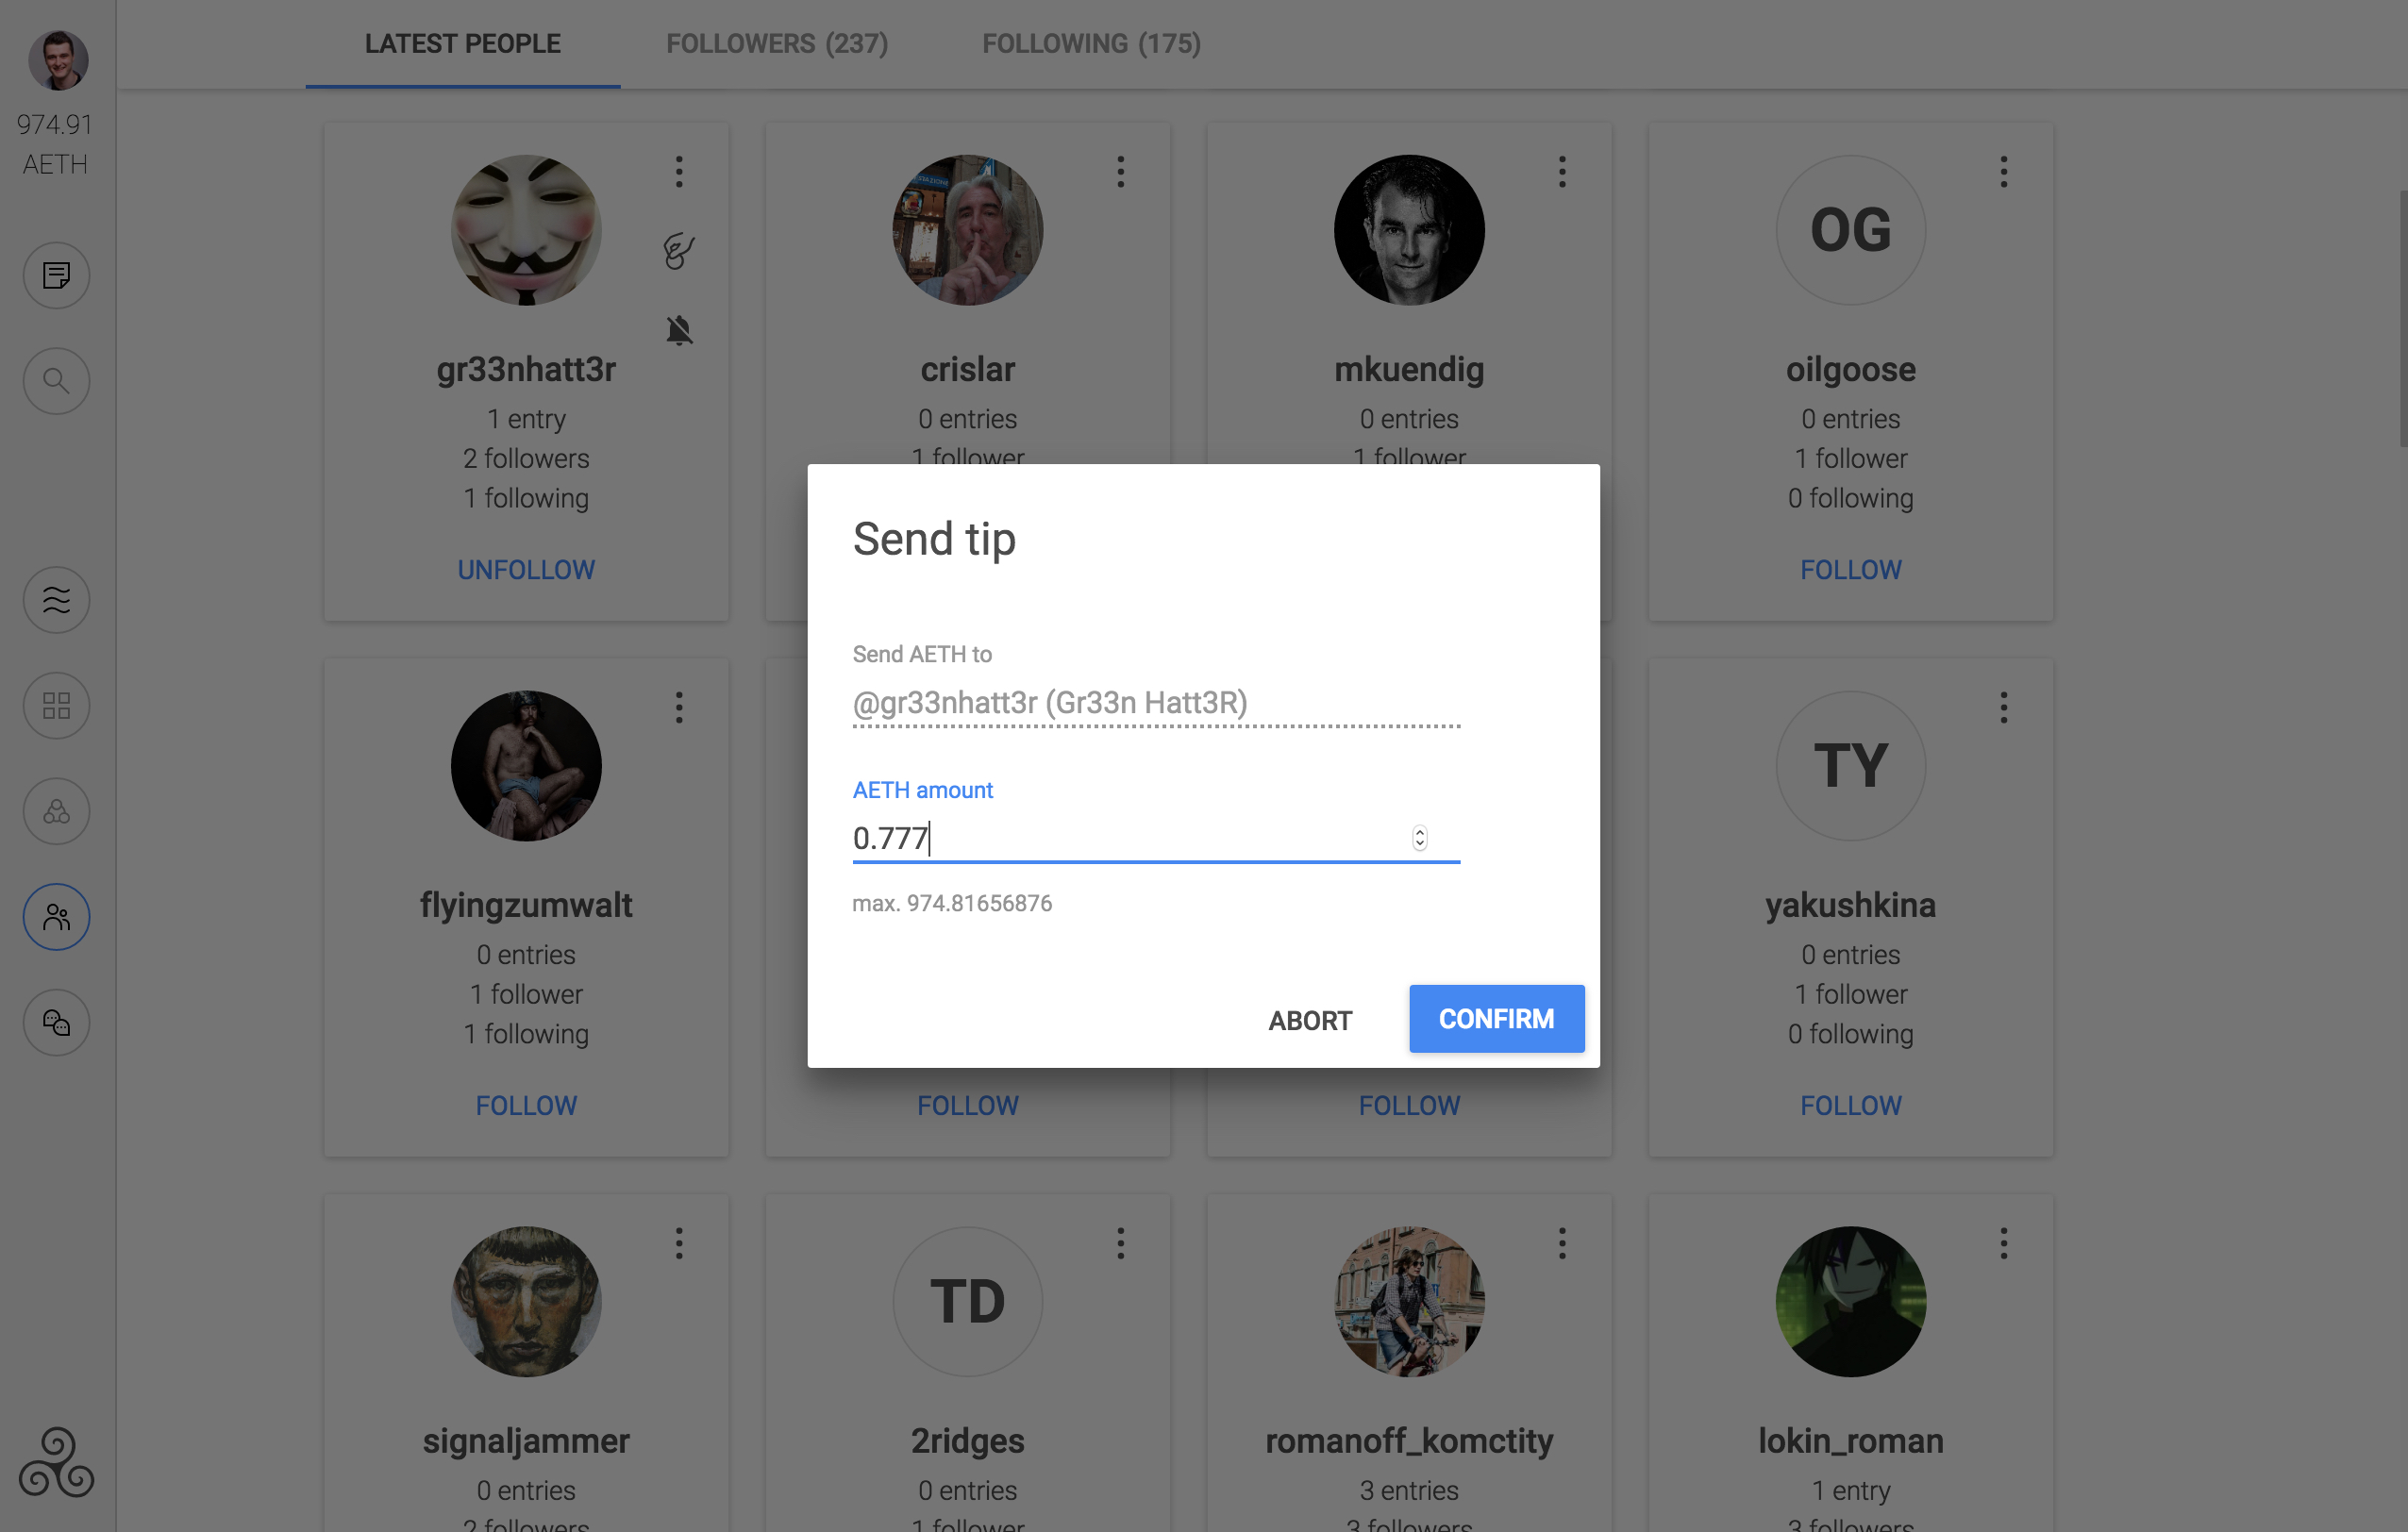 LATEST PEOPLE
FOLLOWERS (237)
FOLLOWING (175)
974.91
AETH
gr33nhatt3r
1 entry
2 followers
1 following
UNFOLLOW
crislar
0 entries
1 follower
mkuendig
0 entries
1 follower
OG
oilgoose
0 entries
1 follower
0 following
FOLLOW
Send tip
Send AETH to
@gr33nhatt3r (Gr33n Hatt3R)
AETH amount
0.777
max. 974.81656876
ABORT
CONFIRM
flyingzumwalt
0 entries
1 follower
1 following
FOLLOW
FOLLOW
FOLLOW
TY
yakushkina
0 entries
1 follower
0 following
FOLLOW
signaljammer
0 entries
2 followers
TD
2ridges
0 entries
1 follower
romanoff_komctity
3 entries
3 followers
lokin_roman
1 entry
3 followers